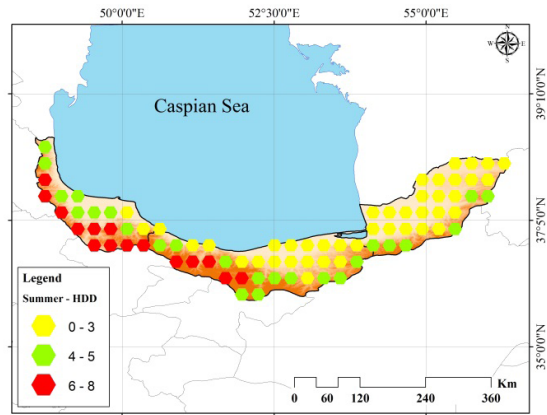 50°0'0"E 52°30'0"E 55°0'0"E
N
W E
S
39°10'0"N
Caspian Sea
37°5'0"N
35°0'0"N
Legend
Summer - HDD
0 - 3
4 - 5
6 - 8
Km
0 60 120 240 360